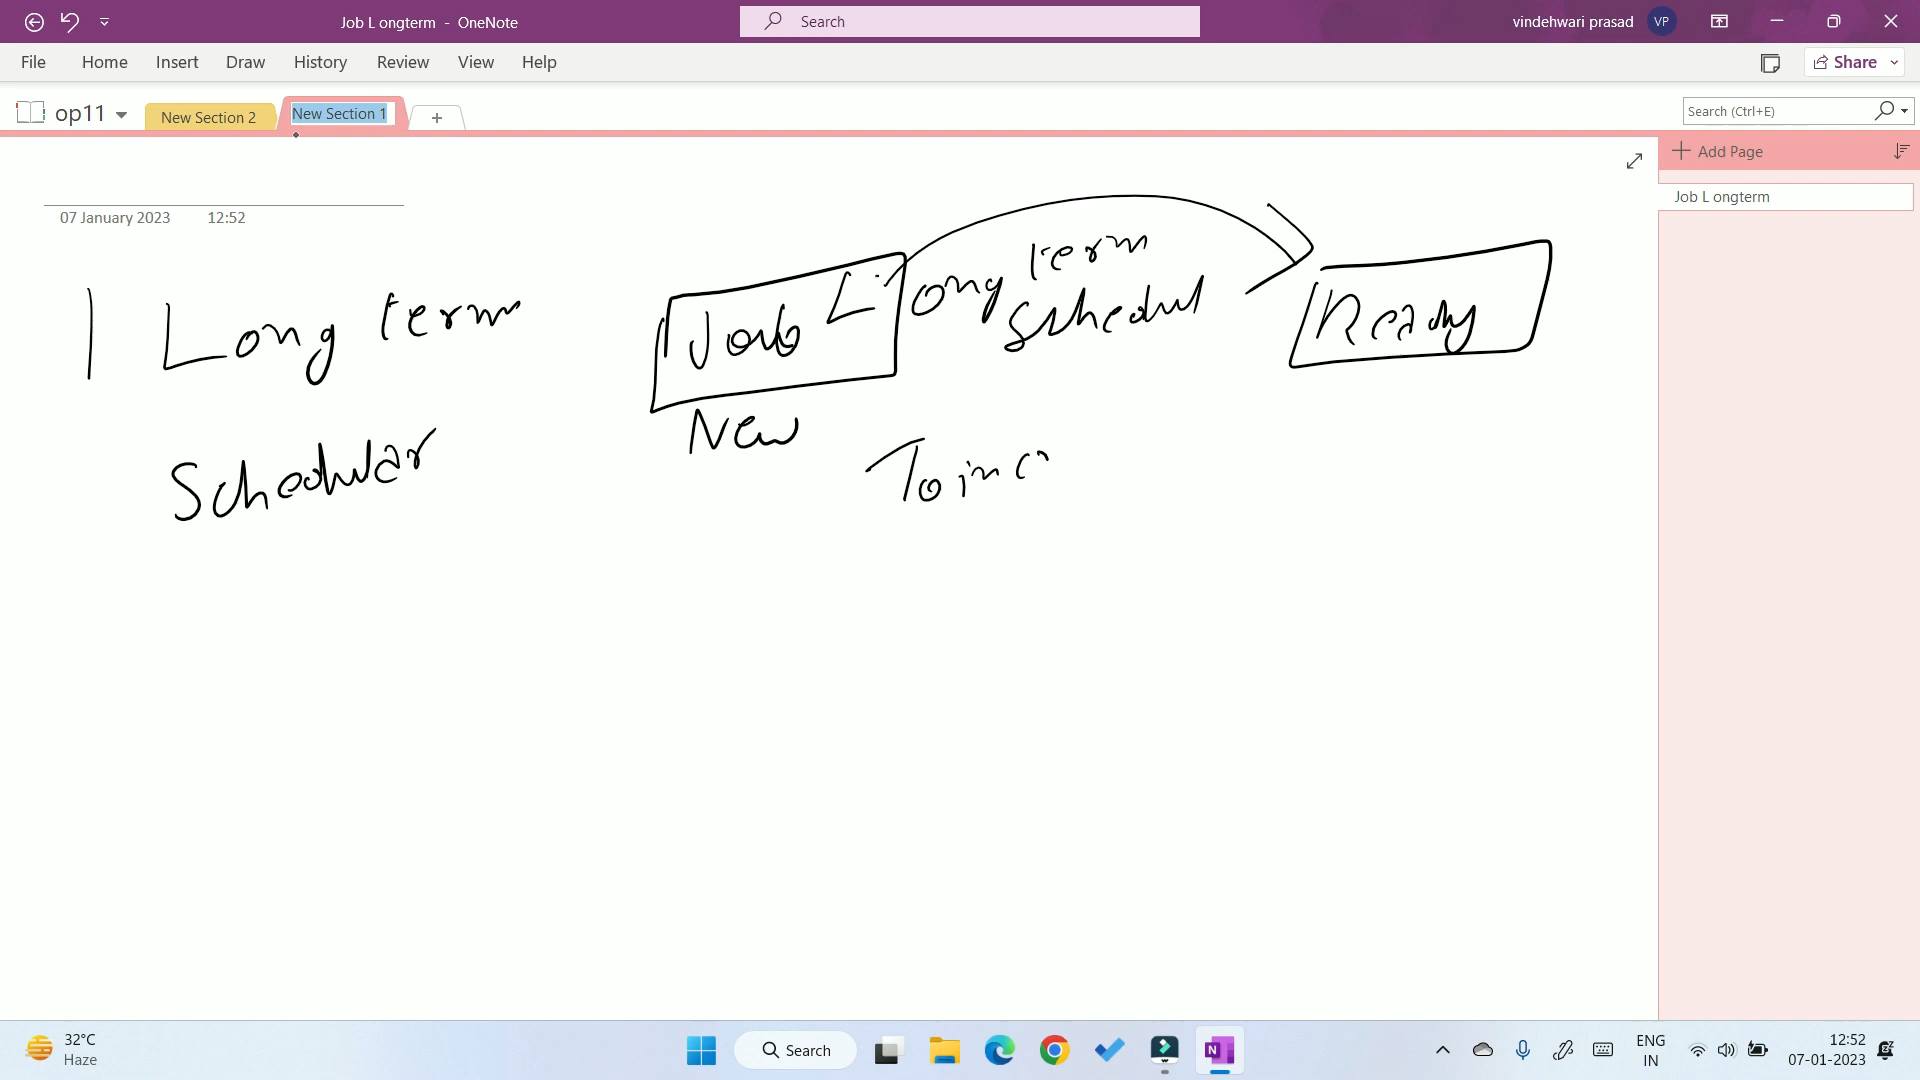 Job L ongterm - OneNote
Search
vindehwari prasad
VP
File Home Insert Draw History Review View Help
Share
op11
New Section 2
New Section 1
Search (Ctrl+E)
Add Page
Job L ongterm
07 January 2023 12:52
1 Long term
Schedular
Job
New
Long term
Schedul
Ready
To in
32°C
Haze
Search
ENG
IN
12:52
07-01-2023